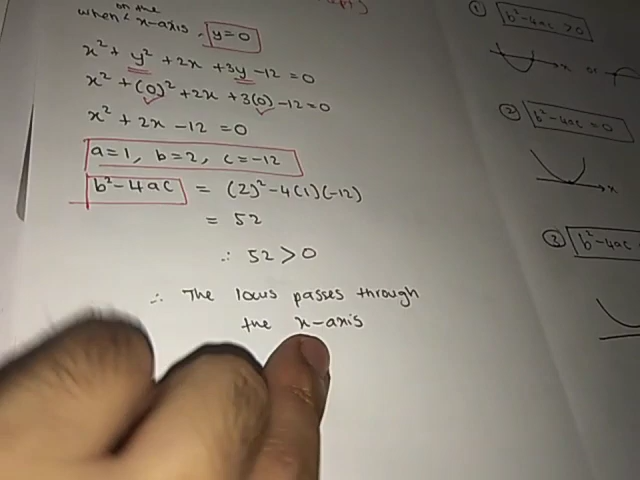 on the
when < x-axis, y=0
x² + y² + 2x + 3y - 12 = 0
x² + (0)² + 2x + 3(0) - 12 = 0
x² + 2x - 12 = 0
a = 1, b = 2, c = -12
b² - 4ac = (2)² - 4(1)(-12)
= 52
∴ 52 > 0
∴ The locus passes through
the x-axis
① b² - 4ac > 0
x or
② b² - 4ac = 0
x
③ b² - 4ac